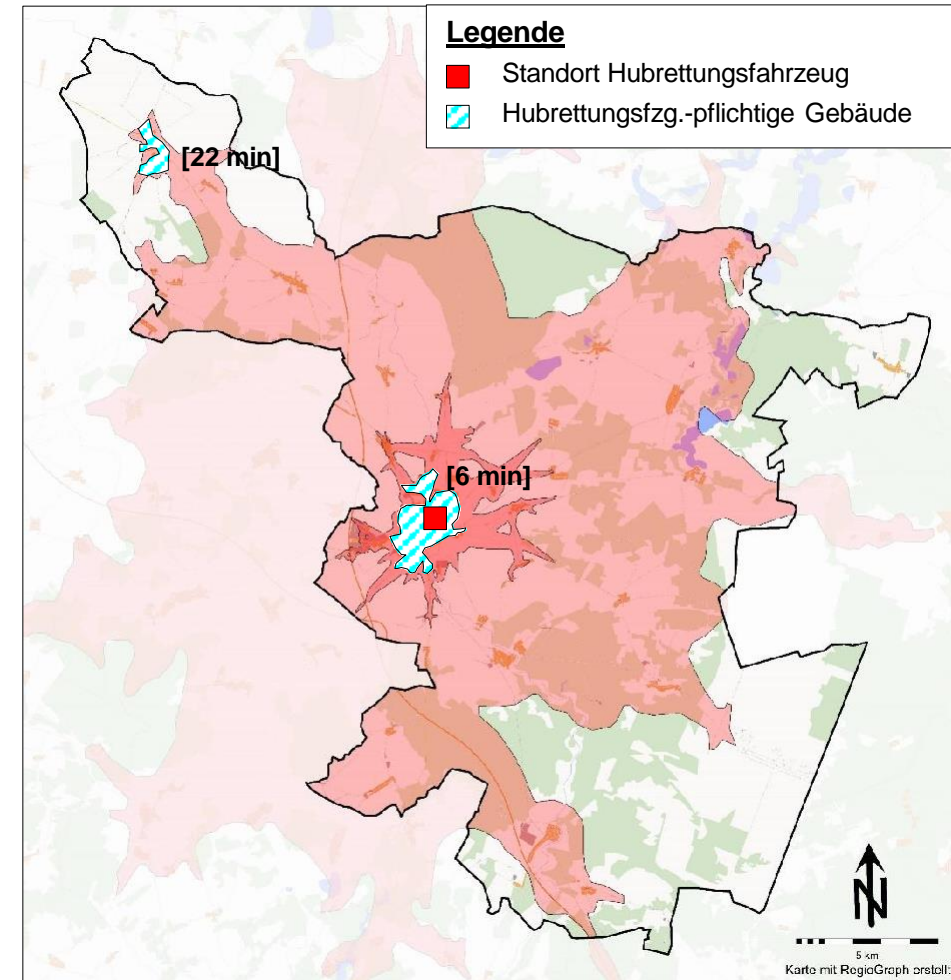 Legende
Standort Hubrettungsfahrzeug
Hubrettungsfzg.-pflichtige Gebäude
[22 min]
[6 min]
N
5 km
Karte mit RegioGraph erstellt